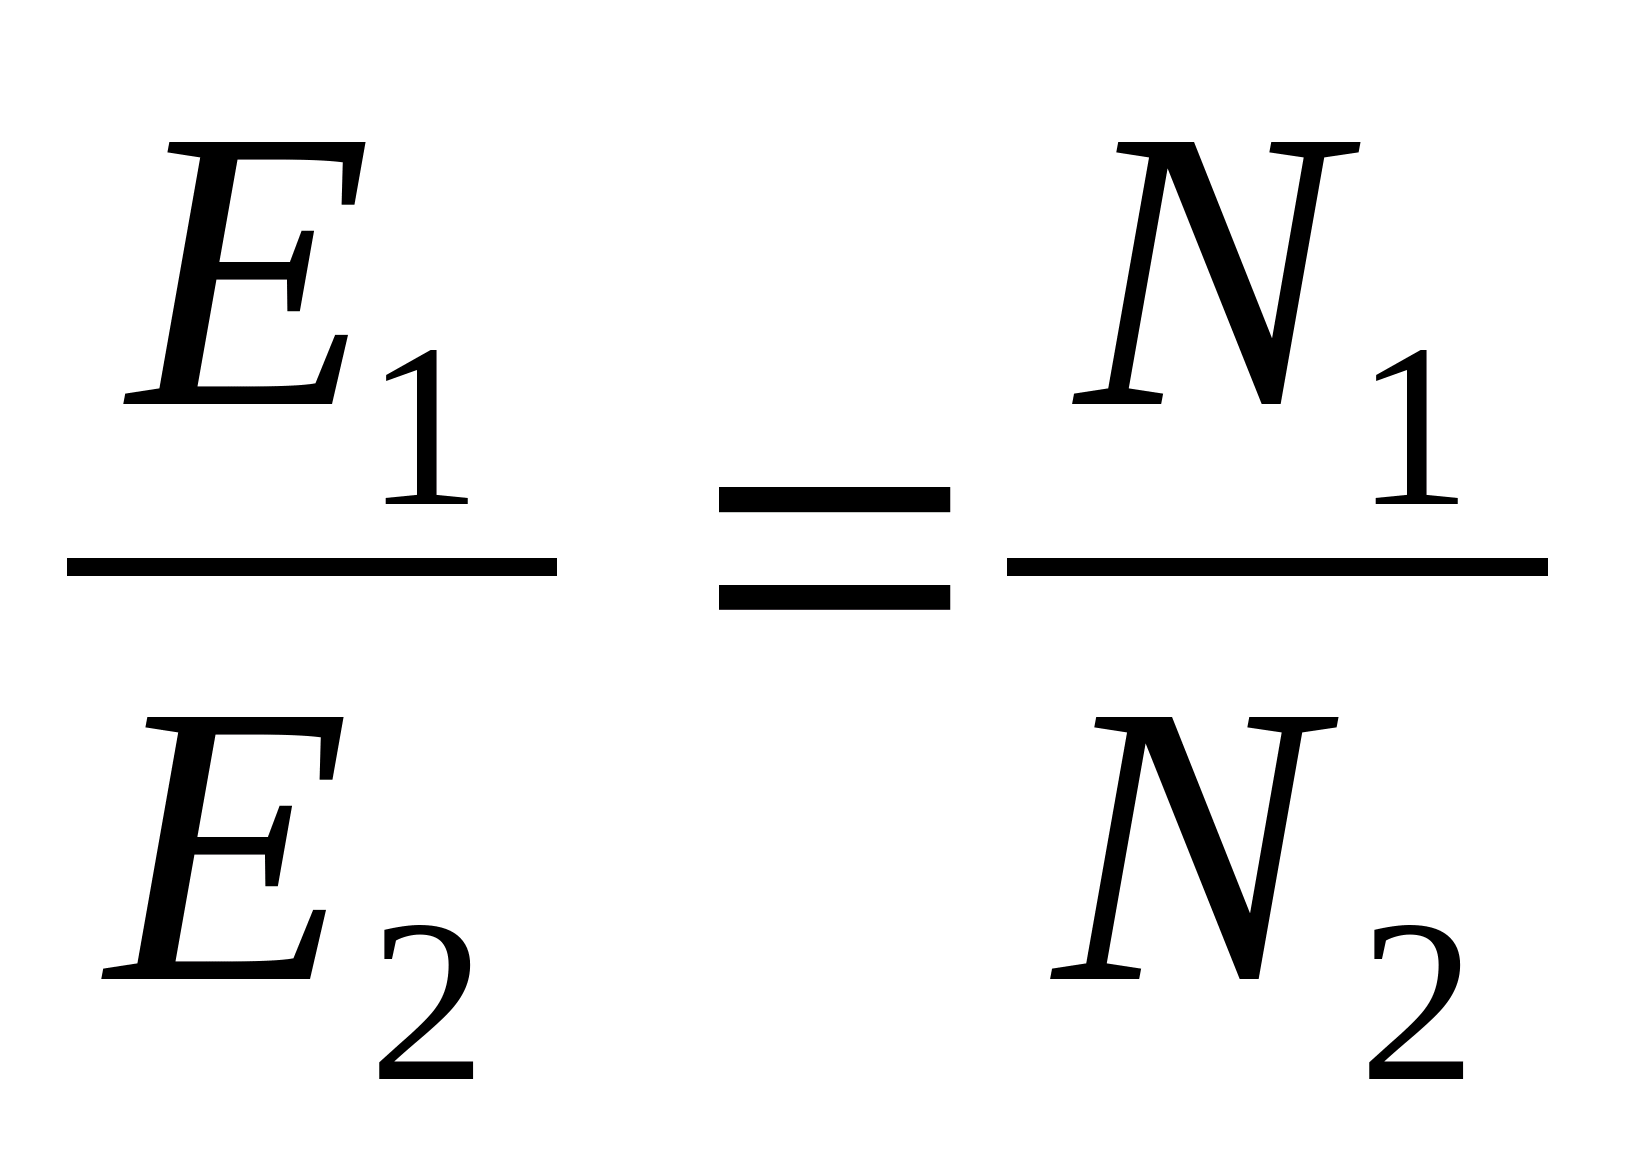 E₁/E₂ = N₁/N₂